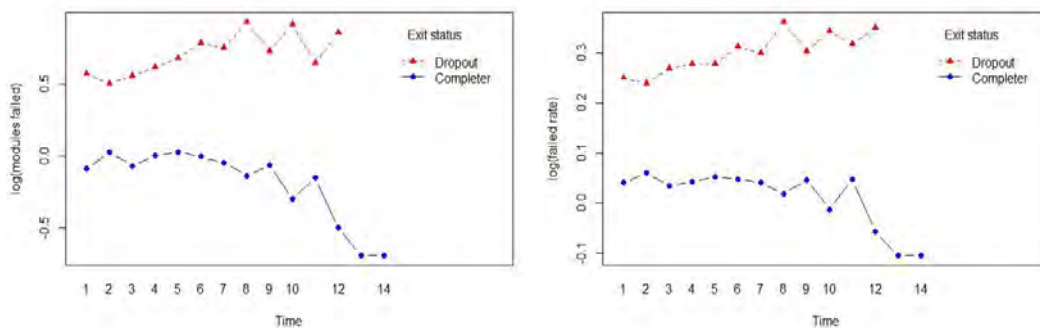 log(modules failed)
0.5
0.0
-0.5
Exit status
Dropout
Completer
1 2 3 4 5 6 7 8 9 10 12 14
Time
log(failed rate)
0.3
0.2
0.1
0.0
-0.1
Exit status
Dropout
Completer
1 2 3 4 5 6 7 8 9 10 12 14
Time